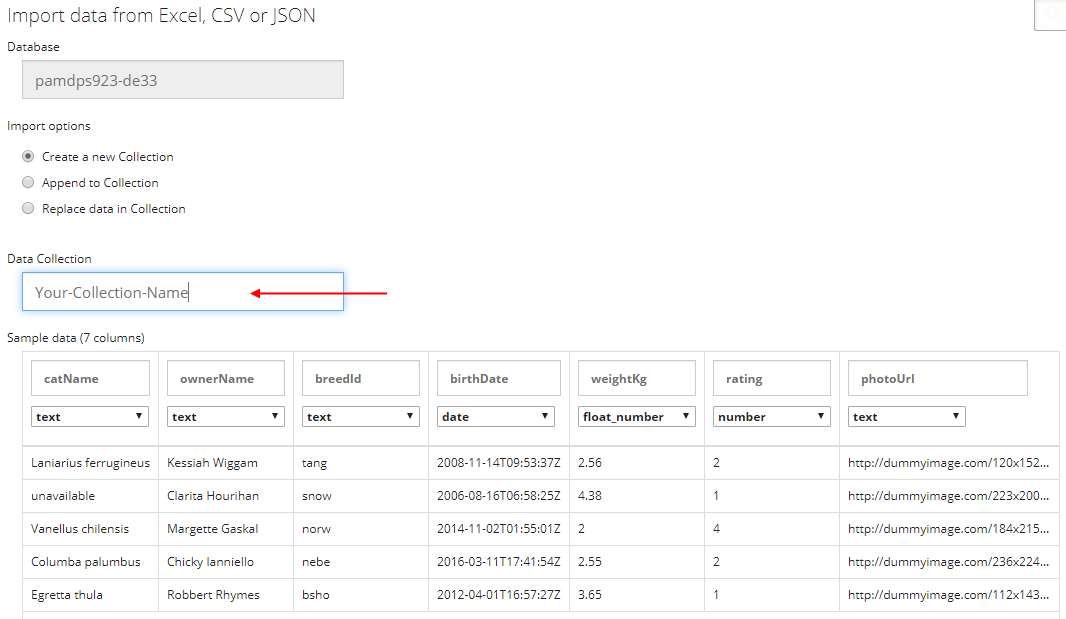 Import data from Excel, CSV or JSON
Database
pamdps923-de33
Import options
Create a new Collection
Append to Collection
Replace data in Collection
Data Collection
Your-Collection-Name
Sample data (7 columns)
catName ownerName breedId birthDate weightKg rating photoUrl
text text text date float_number number text
Laniarius ferrugineus Kessiah Wiggam tang 2008-11-14T09:53:37Z 2.56 2 http://dummyimage.com/120x152...
unavailable Clarita Hourihan snow 2006-08-16T06:58:25Z 4.38 1 http://dummyimage.com/223x200...
Vanellus chilensis Margette Gaskal norw 2014-11-02T01:55:01Z 2 4 http://dummyimage.com/184x215...
Columba palumbus Chicky Ianniello nebe 2016-03-11T17:41:54Z 2.55 2 http://dummyimage.com/236x224...
Egretta thula Robbert Rhymes bsho 2012-04-01T16:57:27Z 3.65 1 http://dummyimage.com/112x143...